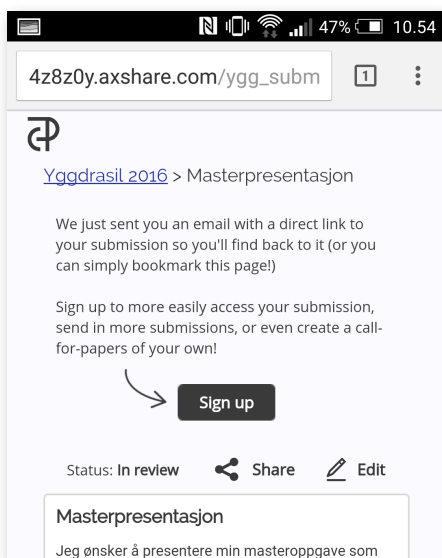 47% 10.54
4z8z0y.axshare.com/ygg_subm 1
Yggdrasil 2016 > Masterpresentasjon
We just sent you an email with a direct link to
your submission so you'll find back to it (or you
can simply bookmark this page!)
Sign up to more easily access your submission,
send in more submissions, or even create a call-
for-papers of your own!
Sign up
Status: In review Share Edit
Masterpresentasjon
Jeg ønsker å presentere min masteroppgave som